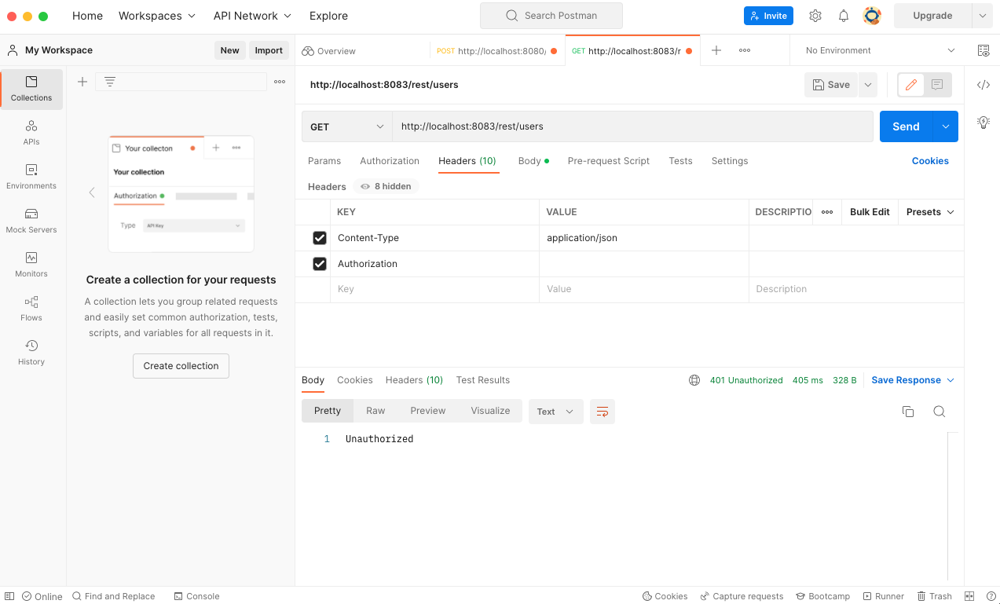 Home Workspaces API Network Explore Search Postman Invite Upgrade
My Workspace New Import Overview POST http://localhost:8080/ GET http://localhost:8083/r No Environment
Collections
APIs
Environments
Mock Servers
Monitors
Flows
History
Your collecton
Your collection
Authorization
Type API Key
Create a collection for your requests
A collection lets you group related requests
and easily set common authorization, tests,
scripts, and variables for all requests in it.
Create collection
http://localhost:8083/rest/users Save
GET http://localhost:8083/rest/users Send
Params Authorization Headers (10) Body Pre-request Script Tests Settings Cookies
Headers 8 hidden
KEY VALUE DESCRIPTIO Bulk Edit Presets
Content-Type application/json
Authorization
Key Value Description
Body Cookies Headers (10) Test Results 401 Unauthorized 405 ms 328 B Save Response
Pretty Raw Preview Visualize Text
1 Unauthorized
Online Find and Replace Console Cookies Capture requests Bootcamp Runner Trash